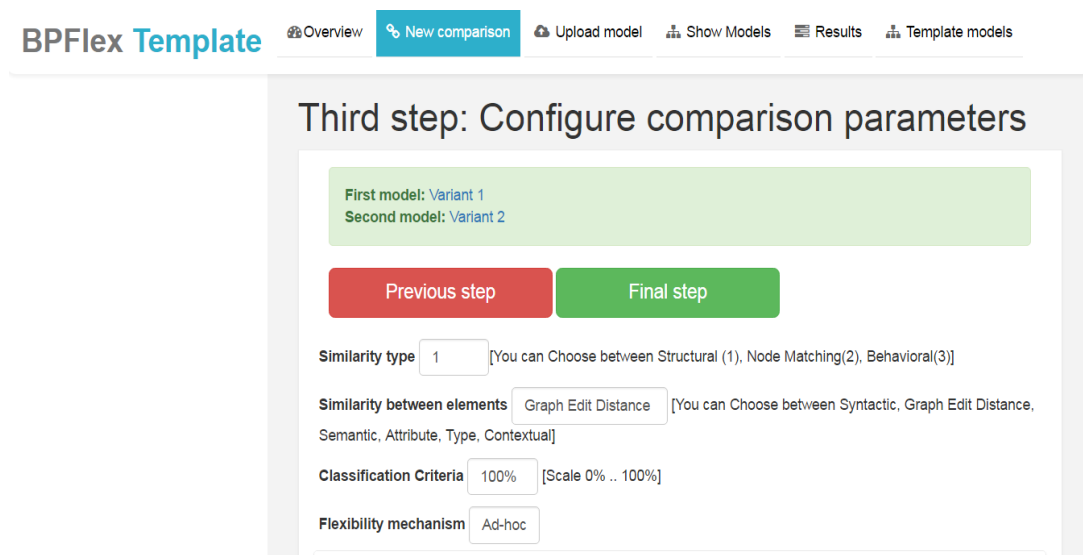 BPFlex Template
Overview New comparison Upload model Show Models Results Template models
Third step: Configure comparison parameters
First model: Variant 1
Second model: Variant 2
Previous step Final step
Similarity type 1 [You can Choose between Structural (1), Node Matching(2), Behavioral(3)]
Similarity between elements Graph Edit Distance [You can Choose between Syntactic, Graph Edit Distance,
Semantic, Attribute, Type, Contextual]
Classification Criteria 100% [Scale 0% .. 100%]
Flexibility mechanism Ad-hoc